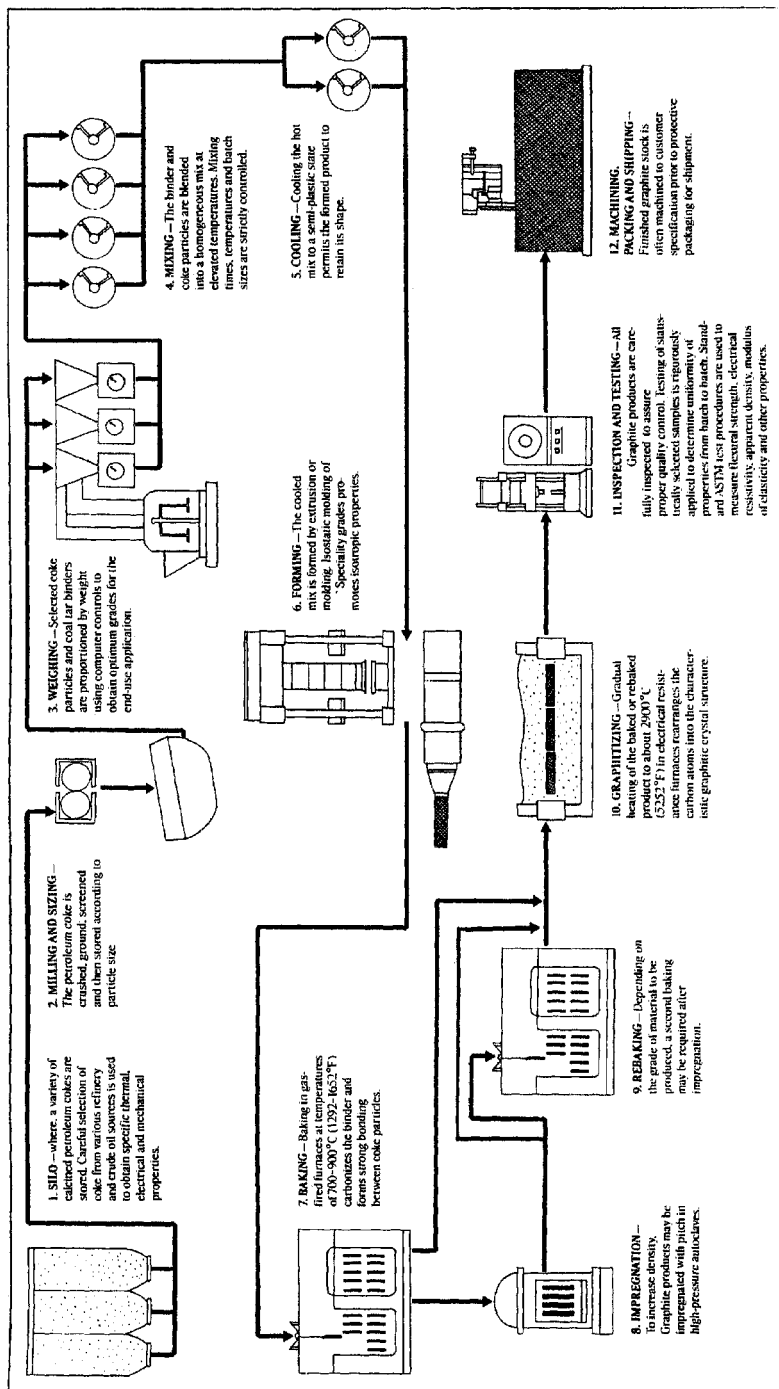 1. SILO—where, a variety of
calcined petroleum cokes are
stored. Careful selection of
coke from various refinery
and crude oil sources is used
to obtain specific thermal,
electrical and mechanical
properties.
2. MILLING AND SIZING—
The petroleum coke is
crushed, ground, screened
and then stored according to
particle size
3. WEIGHING—Selected coke
particles and coal tar binders
are proportioned by weight
using computer controls to
obtain optimum grades for the
end-use application.
4. MIXING—The binder and
coke particles are blended
into a homogeneous mix at
elevated temperatures. Mixing
times, temperatures and batch
sizes are strictly controlled.
5. COOLING—Cooling the hot
mix to a semi-plastic state
permits the formed product to
retain its shape.
6. FORMING—The cooled
mix is formed by extrusion or
molding. Isostatic molding of
Speciality grades pro-
motes isotropic properties.
7. BAKING—Baking in gas-
fired furnaces at temperatures
of 700-900°C (1292-1652°F)
carbonizes the binder and
forms strong bonding
between coke particles.
8. IMPREGNATION—
To increase density,
Graphite products may be
impregnated with pitch in
high-pressure autoclaves.
9. REBAKING—Depending on
the grade of material to be
produced, a second baking
may be required after
impregnation.
10. GRAPHITIZING—Gradual
heating of the baked or rebaked
product to about 2900°C
(5252°F) in electrical resist-
ance furnaces rearranges the
carbon atoms into the character-
istic graphitic crystal structure.
11. INSPECTION AND TESTING—All
Graphite products are care-
fully inspected to assure
proper quality control. Testing of statis-
tically selected samples is rigorously
applied to determine uniformity of
properties from batch to batch. Stand-
ard ASTM test procedures are used to
measure flexural strength, electrical
resistivity, apparent density, modulus
of elasticity and other properties.
12. MACHINING,
PACKING AND SHIPPING—
Finished graphite stock is
often machined to customer
specification prior to protective
packaging for shipment.